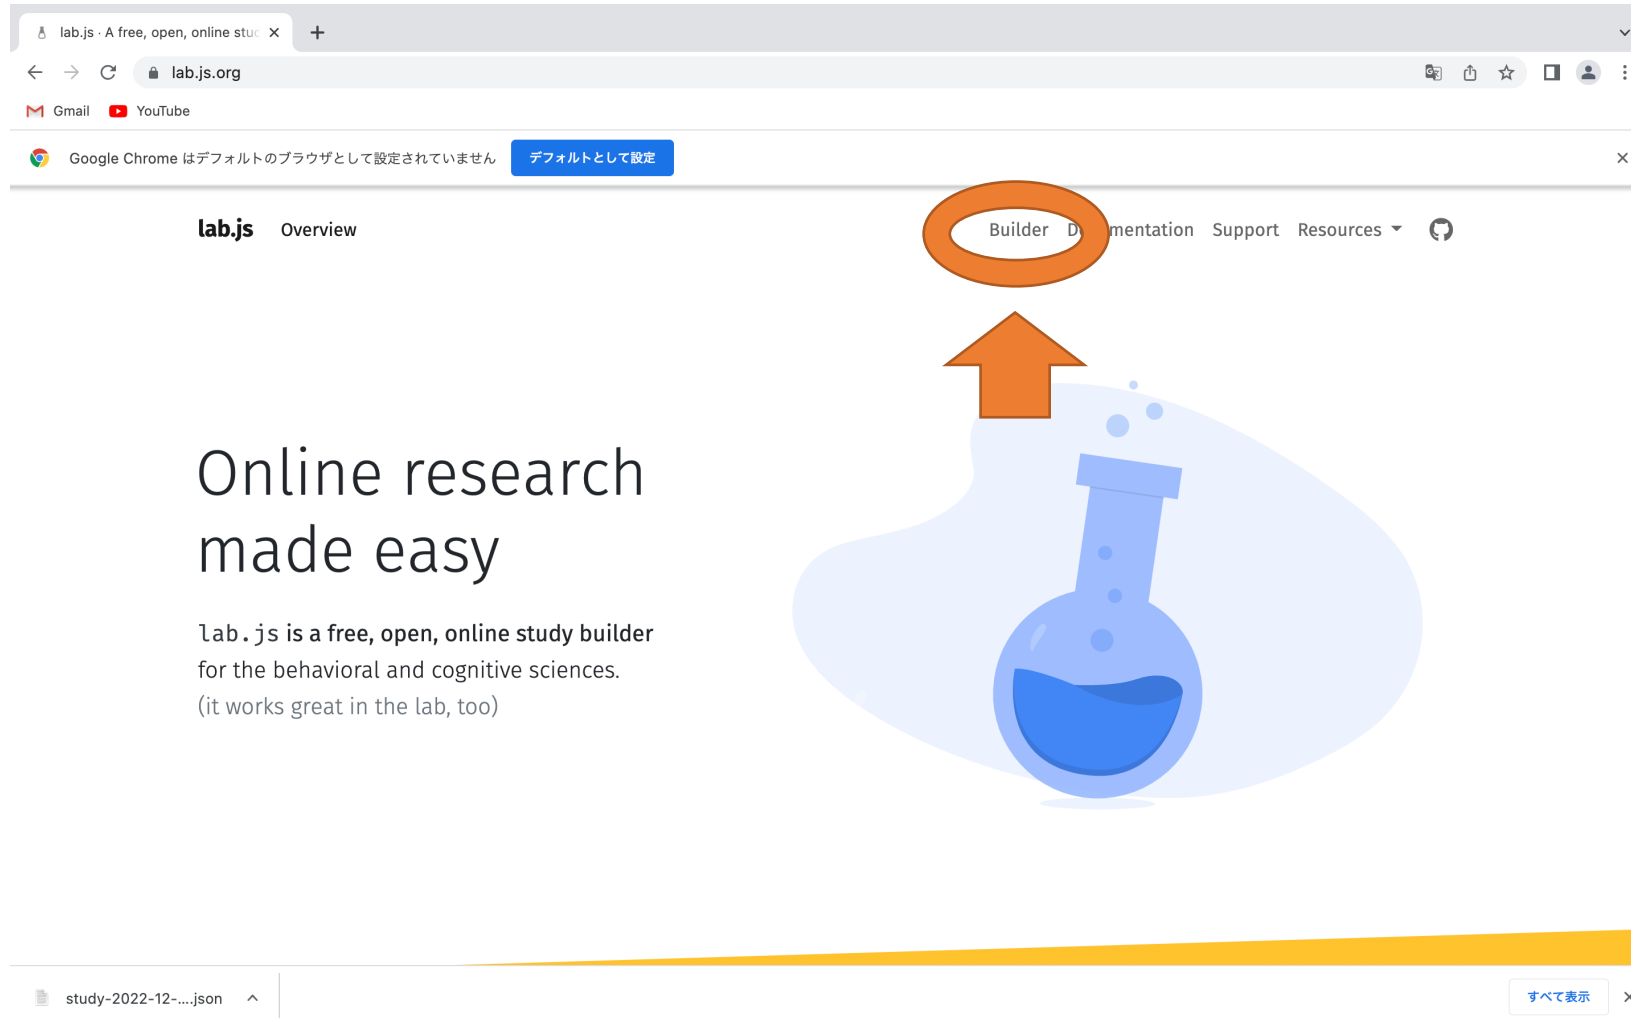 lab.js · A free, open, online stu
lab.js.org
Gmail YouTube
Google Chrome はデフォルトのブラウザとして設定されていません デフォルトとして設定
lab.js Overview Builder D mentation Support Resources
Online research
made easy
lab.js is a free, open, online study builder
for the behavioral and cognitive sciences.
(it works great in the lab, too)
study-2022-12-....json すべて表示